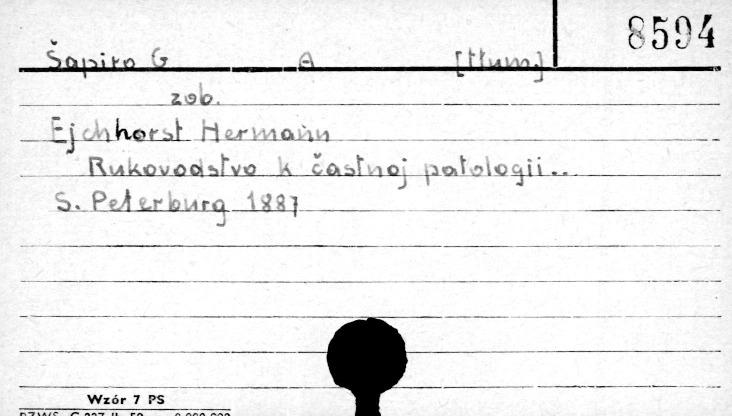 8594
Šapiro G A [tłum.]
zob.
Ejchhorst Hermann
Rukovodstvo k častnoj patologii...
S. Peterburg 1887
Wzór 7 PS